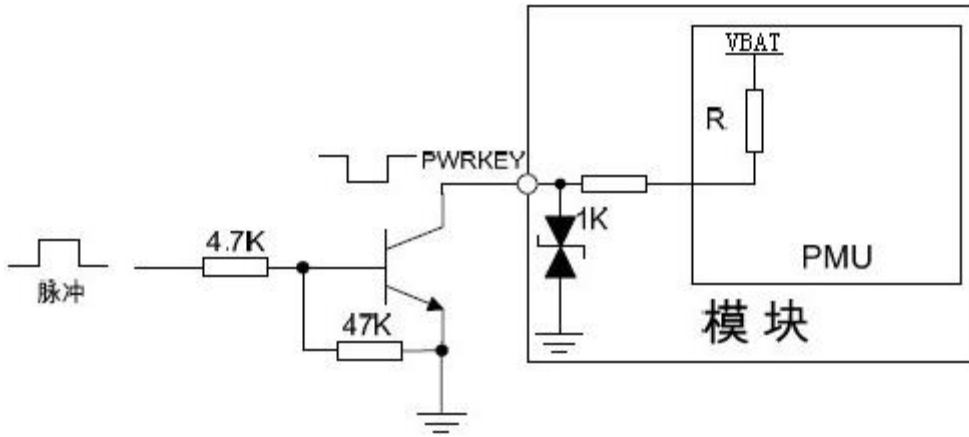 VBAT
R
PWRKEY
1K
4.7K
PMU
脉冲
47K
模块